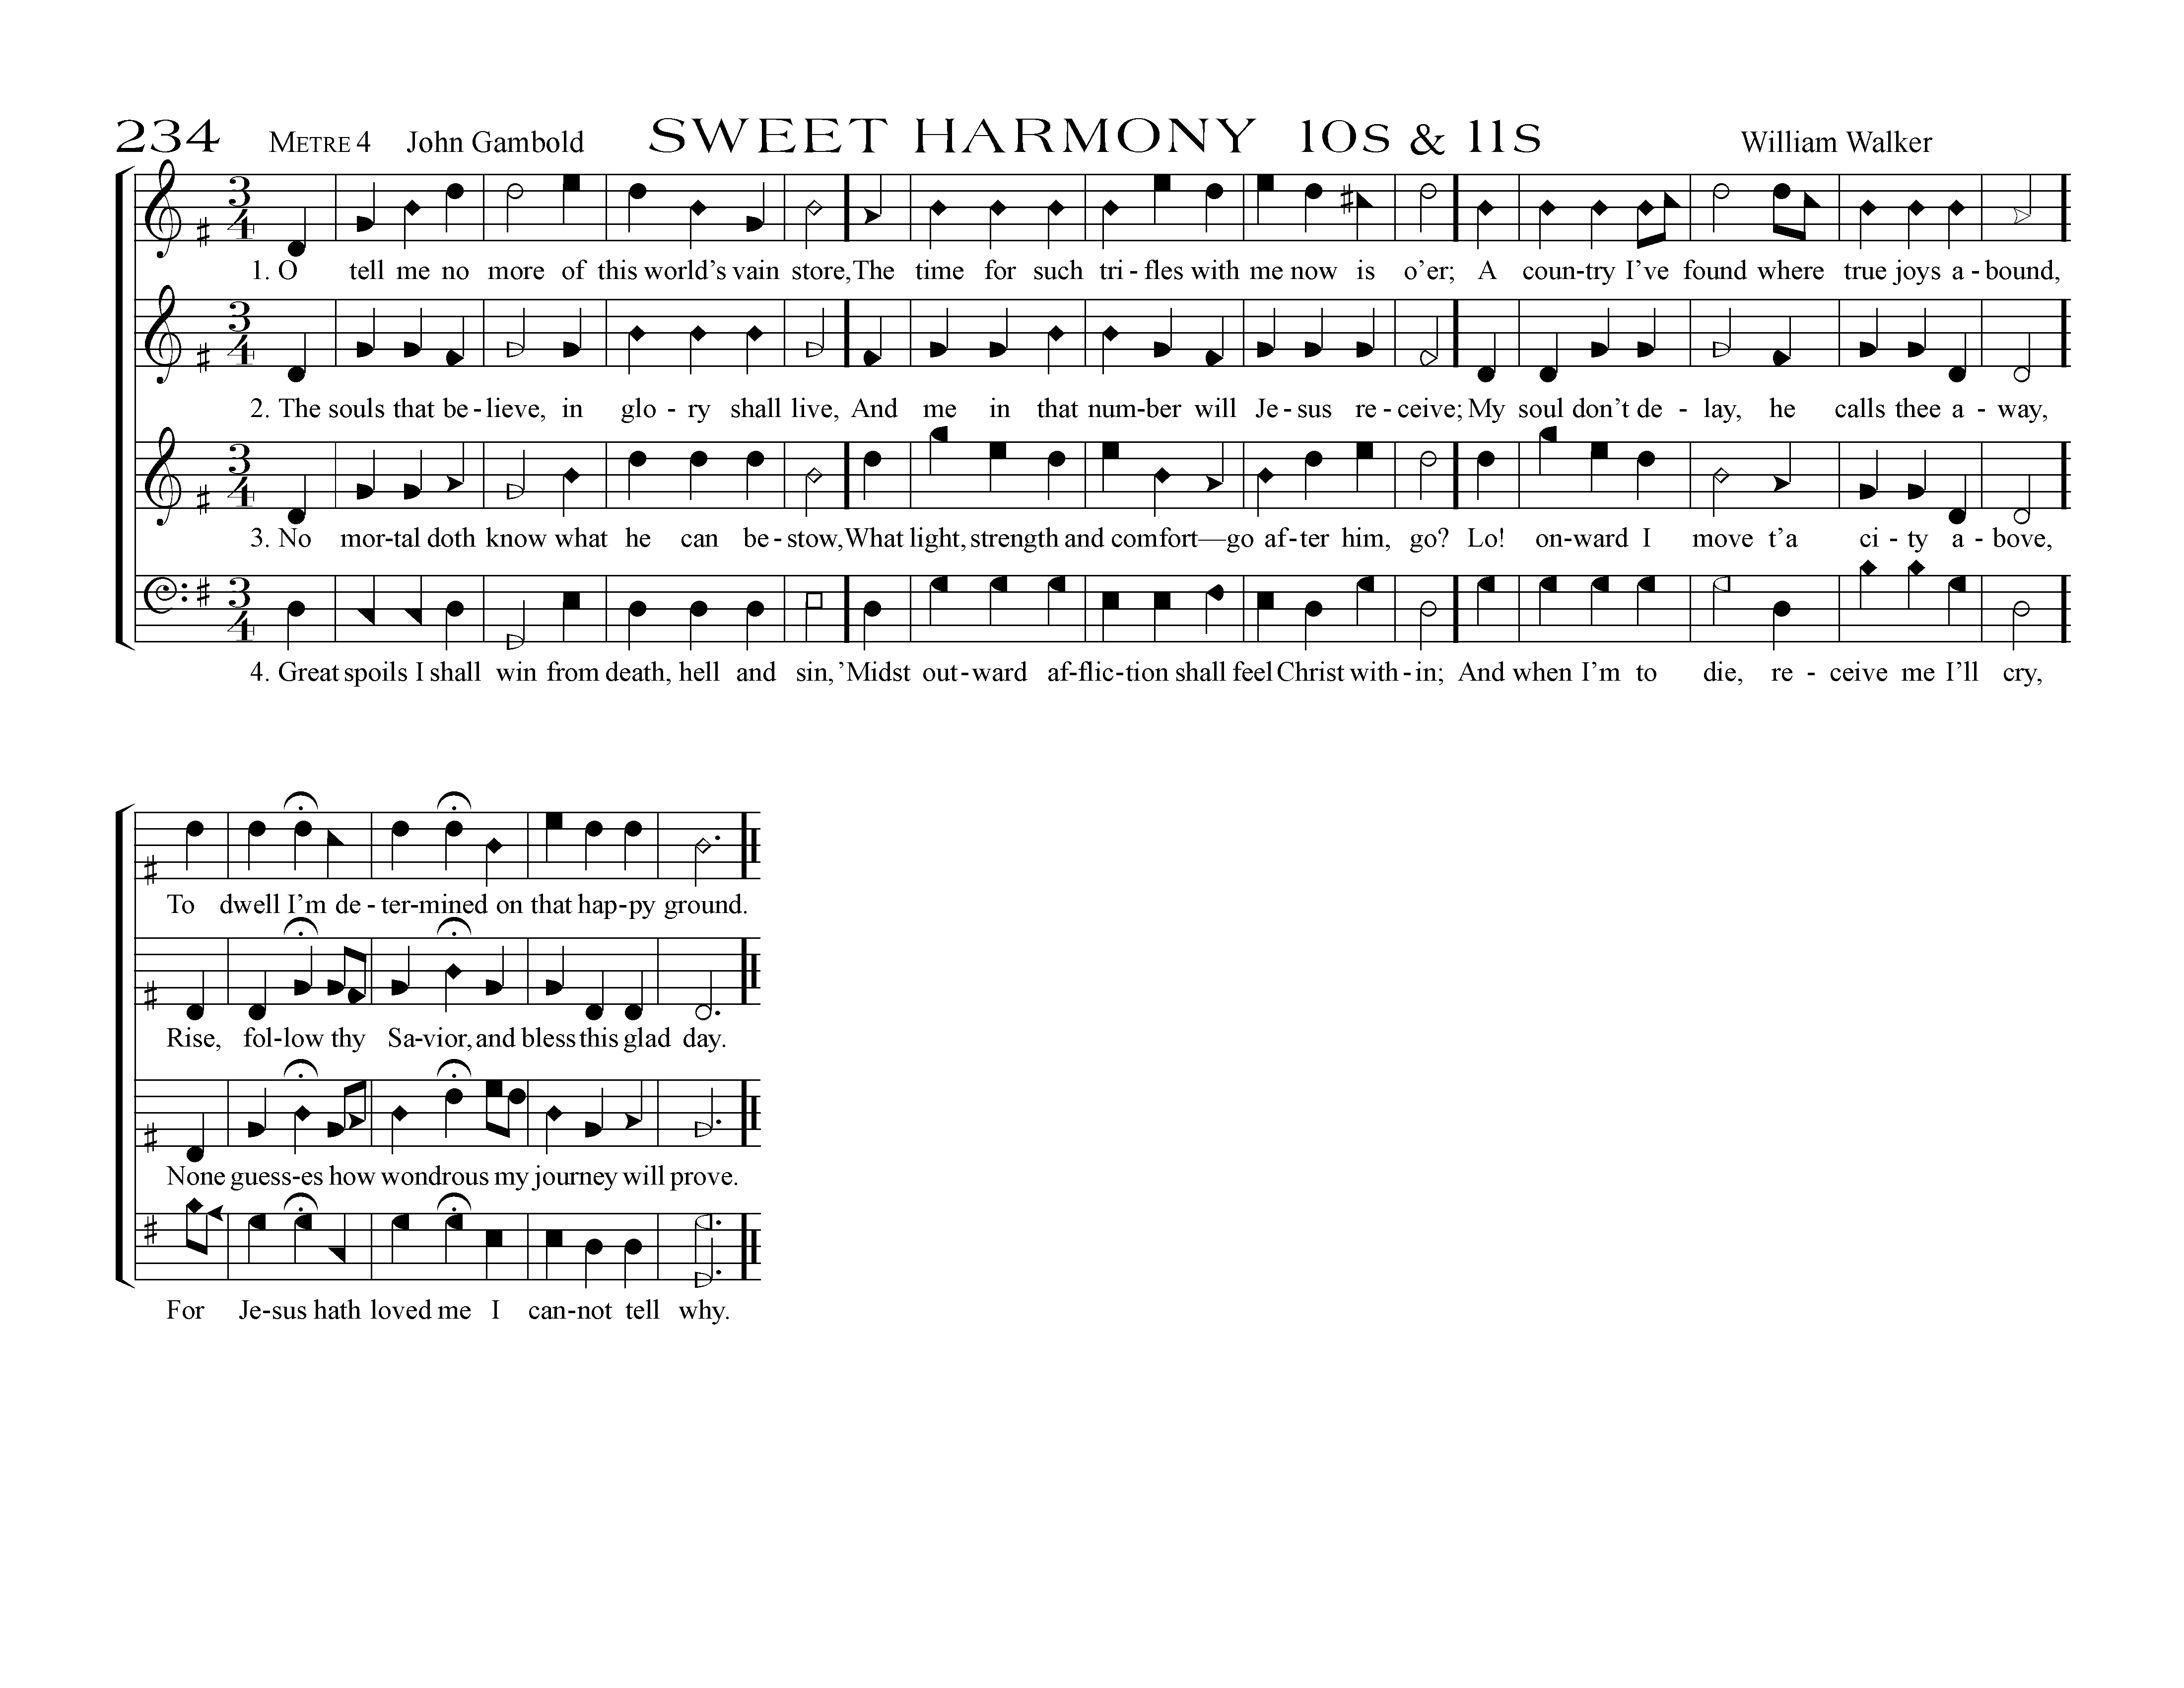 234 METRE 4 John Gambold SWEET HARMONY 10s & 11s William Walker
3
4
1. O tell me no more of this world's vain store, The time for such tri-fles with me now is o'er; A coun-try I've found where true joys a-bound,
3
4
2. The souls that be-lieve, in glo-ry shall live, And me in that num-ber will Je-sus re-ceive; My soul don't de-lay, he calls thee a-way,
3
4
3. No mor-tal doth know what he can be-stow, What light, strength and comfort—go af-ter him, go? Lo! on-ward I move t'a ci-ty a-bove,
3
4
4. Great spoils I shall win from death, hell and sin, 'Midst out-ward af-flic-tion shall feel Christ with-in; And when I'm to die, re-ceive me I'll cry,
To dwell I'm de-ter-mined on that hap-py ground.
Rise, fol-low thy Sa-vior, and bless this glad day.
None guess-es how wondrous my journey will prove.
For Je-sus hath loved me I can-not tell why.